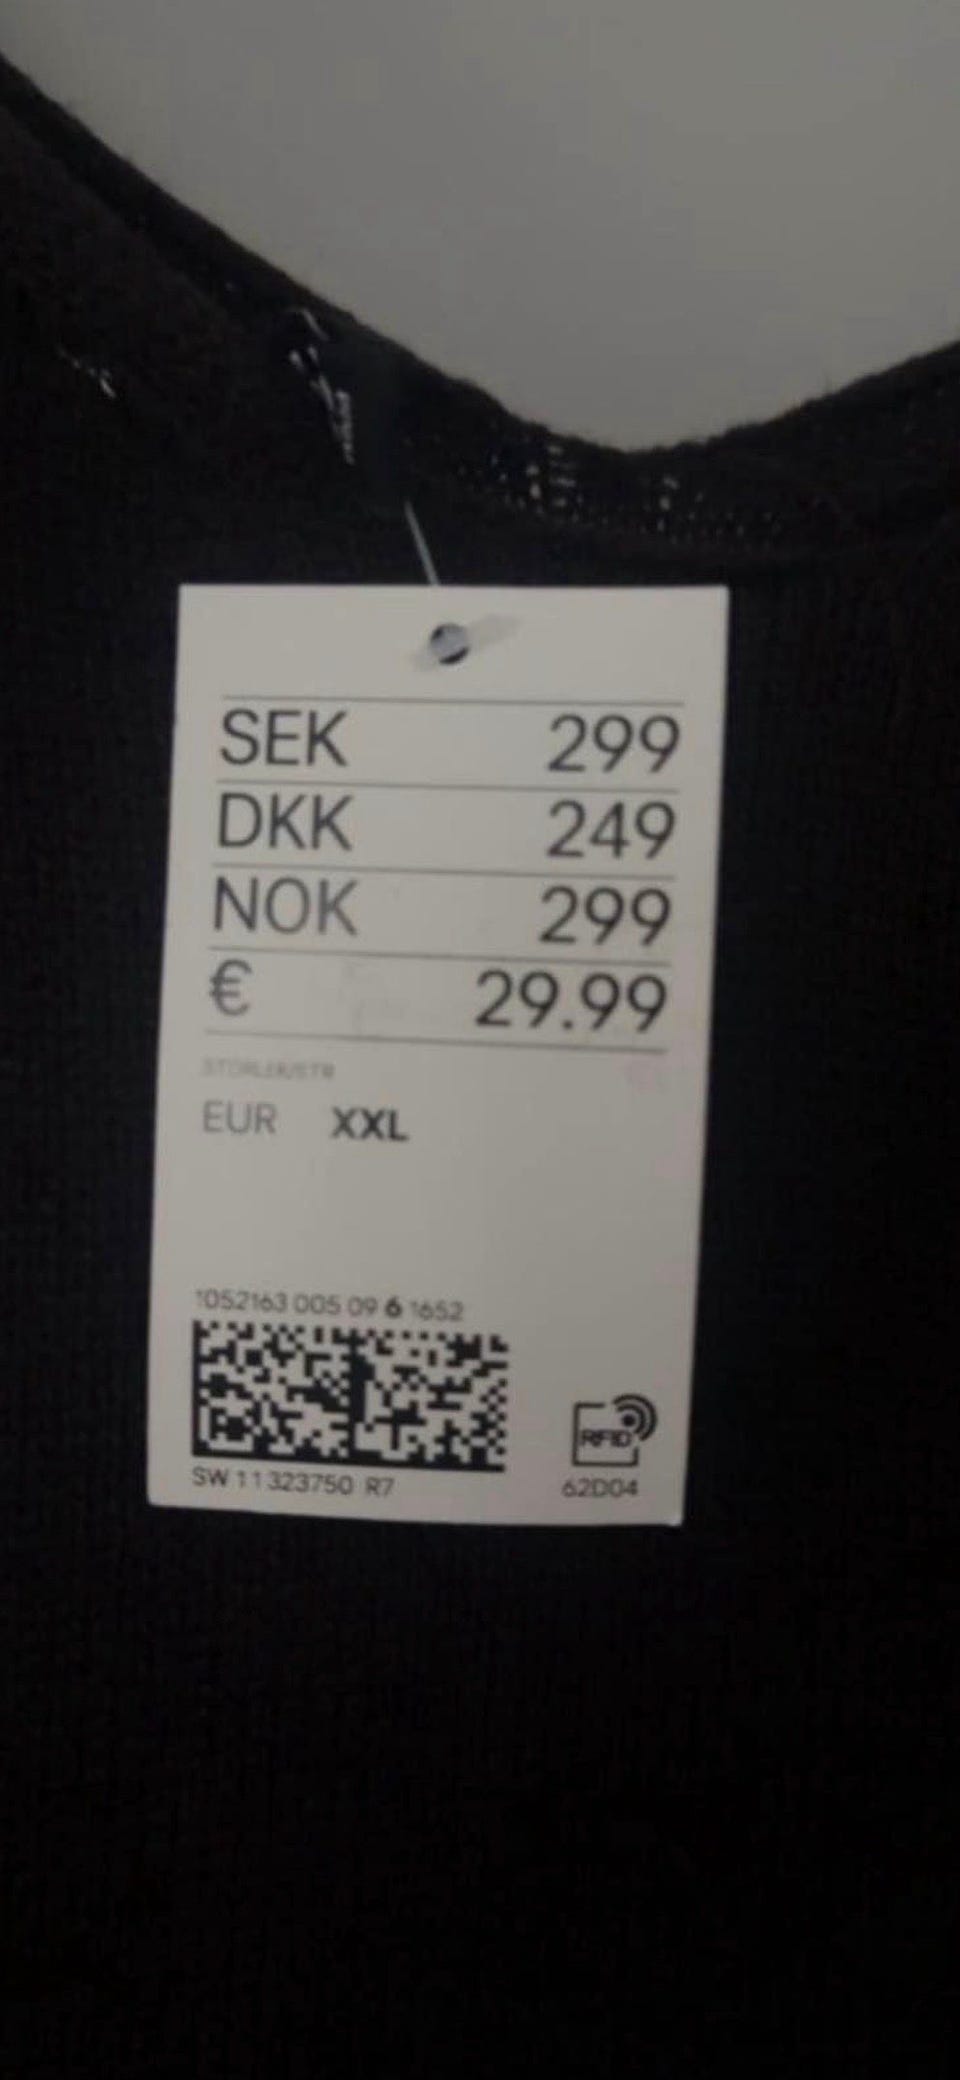 SEK 299
DKK 249
NOK 299
€ 29.99
EUR XXL
1052163 005 09 6 1652
RFID
SW 11323750 R7
62D04